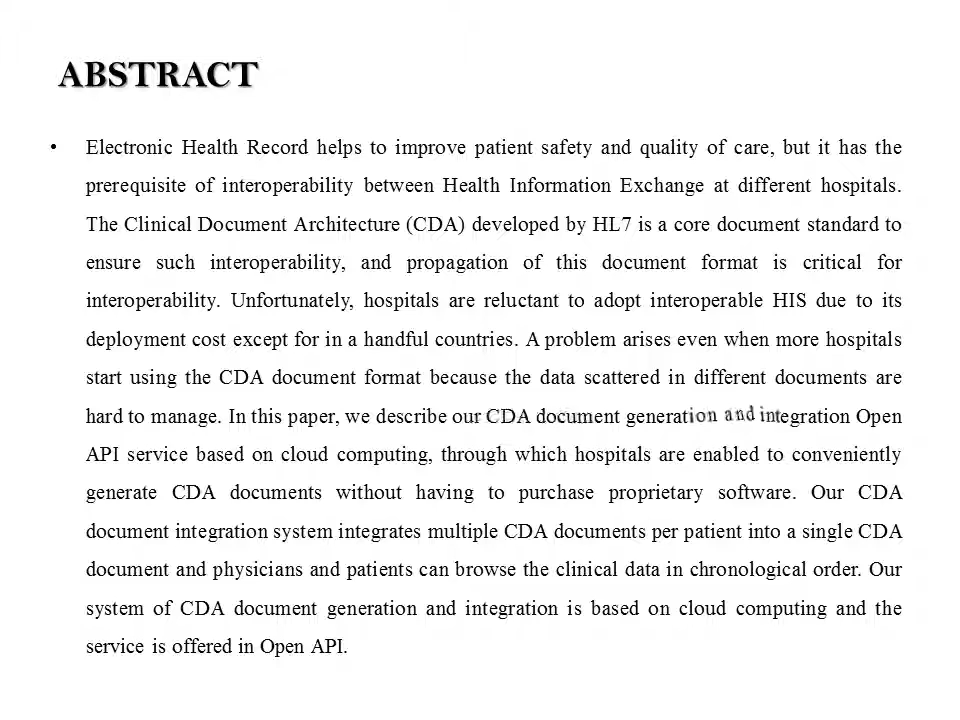 ABSTRACT
• Electronic Health Record helps to improve patient safety and quality of care, but it has the
prerequisite of interoperability between Health Information Exchange at different hospitals.
The Clinical Document Architecture (CDA) developed by HL7 is a core document standard to
ensure such interoperability, and propagation of this document format is critical for
interoperability. Unfortunately, hospitals are reluctant to adopt interoperable HIS due to its
deployment cost except for in a handful countries. A problem arises even when more hospitals
start using the CDA document format because the data scattered in different documents are
hard to manage. In this paper, we describe our CDA document generation and integration Open
API service based on cloud computing, through which hospitals are enabled to conveniently
generate CDA documents without having to purchase proprietary software. Our CDA
document integration system integrates multiple CDA documents per patient into a single CDA
document and physicians and patients can browse the clinical data in chronological order. Our
system of CDA document generation and integration is based on cloud computing and the
service is offered in Open API.